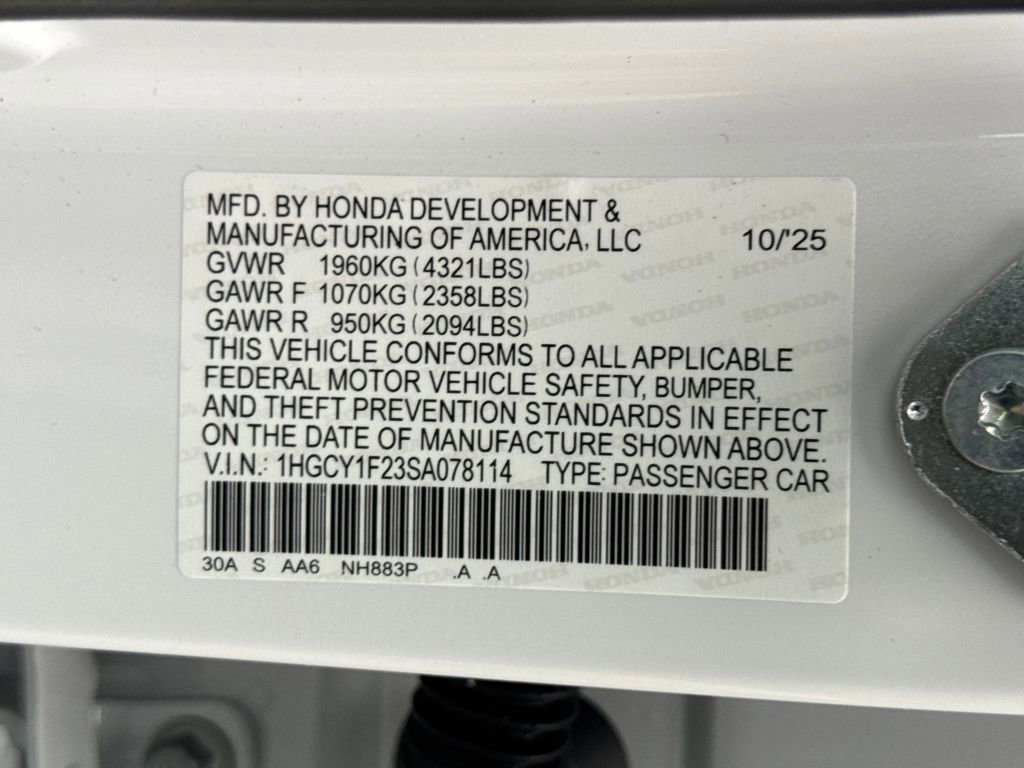 MFD. BY HONDA DEVELOPMENT &
MANUFACTURING OF AMERICA, LLC 10/'25
GVWR 1960KG (4321LBS)
GAWR F 1070KG (2358LBS)
GAWR R 950KG (2094LBS)
THIS VEHICLE CONFORMS TO ALL APPLICABLE
FEDERAL MOTOR VEHICLE SAFETY, BUMPER,
AND THEFT PREVENTION STANDARDS IN EFFECT
ON THE DATE OF MANUFACTURE SHOWN ABOVE.
V.I.N.: 1HGCY1F23SA078114 TYPE: PASSENGER CAR
30A S AA6 NH883P .A .A